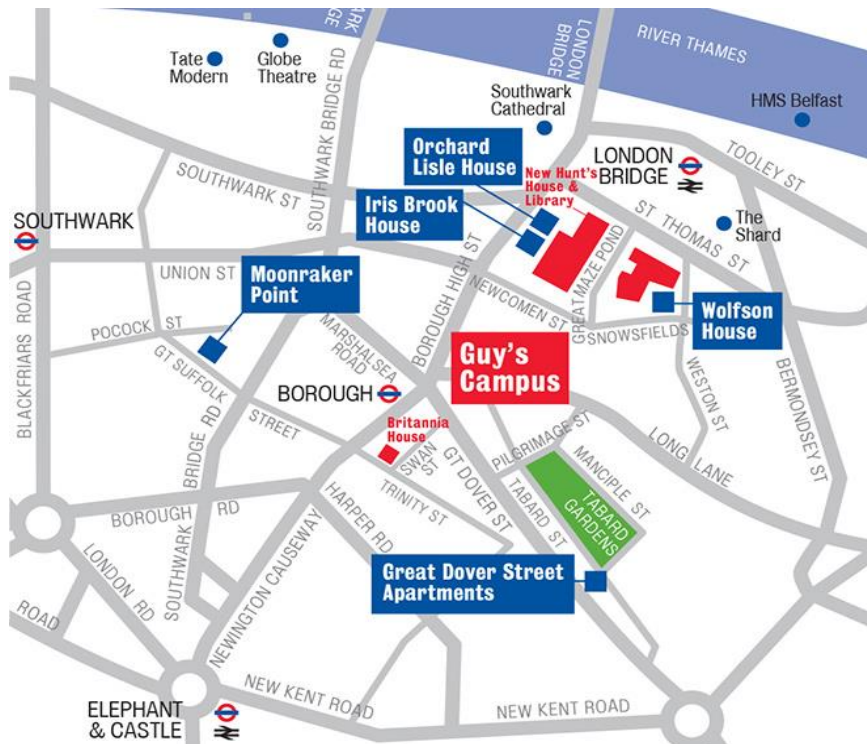 Tate
Modern
Globe
Theatre
SOUTHWARK BRIDGE RD
ARK
GE
LONDON
BRIDGE
RIVER THAMES
HMS Belfast
Southwark
Cathedral
Orchard
Lisle House
New Hunt's
House &
Library
LONDON
BRIDGE
TOOLEY ST
SOUTHWARK ST
Iris Brook
House
ST THOMAS ST
The
Shard
SOUTHWARK
UNION ST
Moonraker
Point
BOROUGH HIGH ST
NEWCOMEN ST
GREAT MAZE POND
SNOWSFIELDS
Wolfson
House
BLACKFRIARS ROAD
POCOCK ST
MARSHALSEA
ROAD
Guy's
Campus
WESTON ST
BERMONDSEY ST
GT SUFFOLK
STREET
BOROUGH
Britannia
House
SWAN
ST
PILGRIMAGE ST
MANCIPLE ST
LONG LANE
SOUTHWARK BRIDGE RD
TRINITY ST
GT DOVER ST
TABARD ST
TABARD
GARDENS
BOROUGH RD
HARPER RD
LONDON RD
NEWINGTON CAUSEWAY
Great Dover Street
Apartments
ROAD
NEW KENT ROAD
NEW KENT ROAD
ELEPHANT
& CASTLE